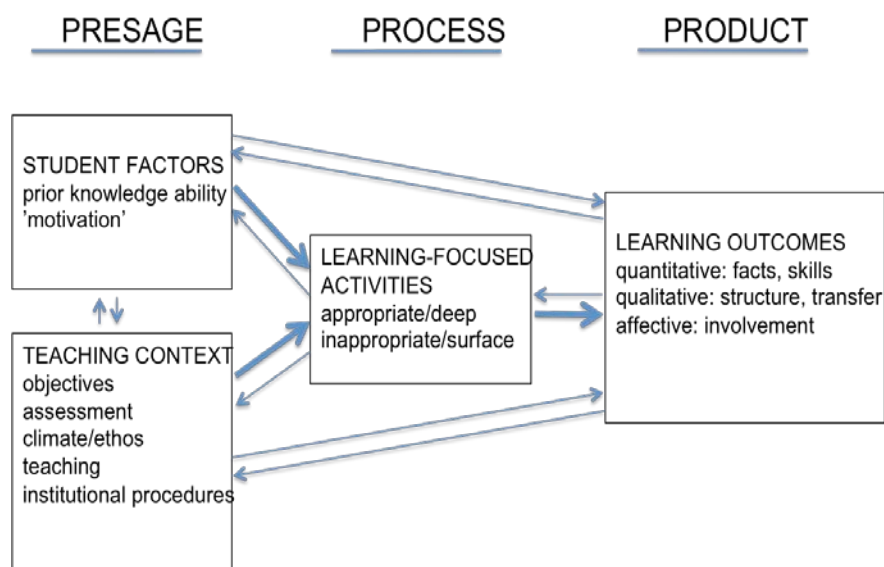 PRESAGE
PROCESS
PRODUCT
STUDENT FACTORS
prior knowledge ability
'motivation'
TEACHING CONTEXT
objectives
assessment
climate/ethos
teaching
institutional procedures
LEARNING-FOCUSED
ACTIVITIES
appropriate/deep
inappropriate/surface
LEARNING OUTCOMES
quantitative: facts, skills
qualitative: structure, transfer
affective: involvement